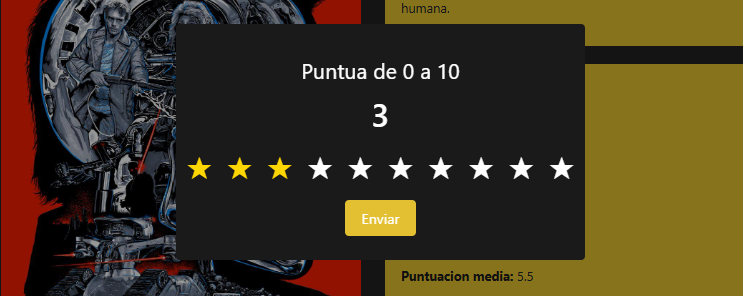 humana.
Puntua de 0 a 10
3
Enviar
Puntuacion media: 5.5